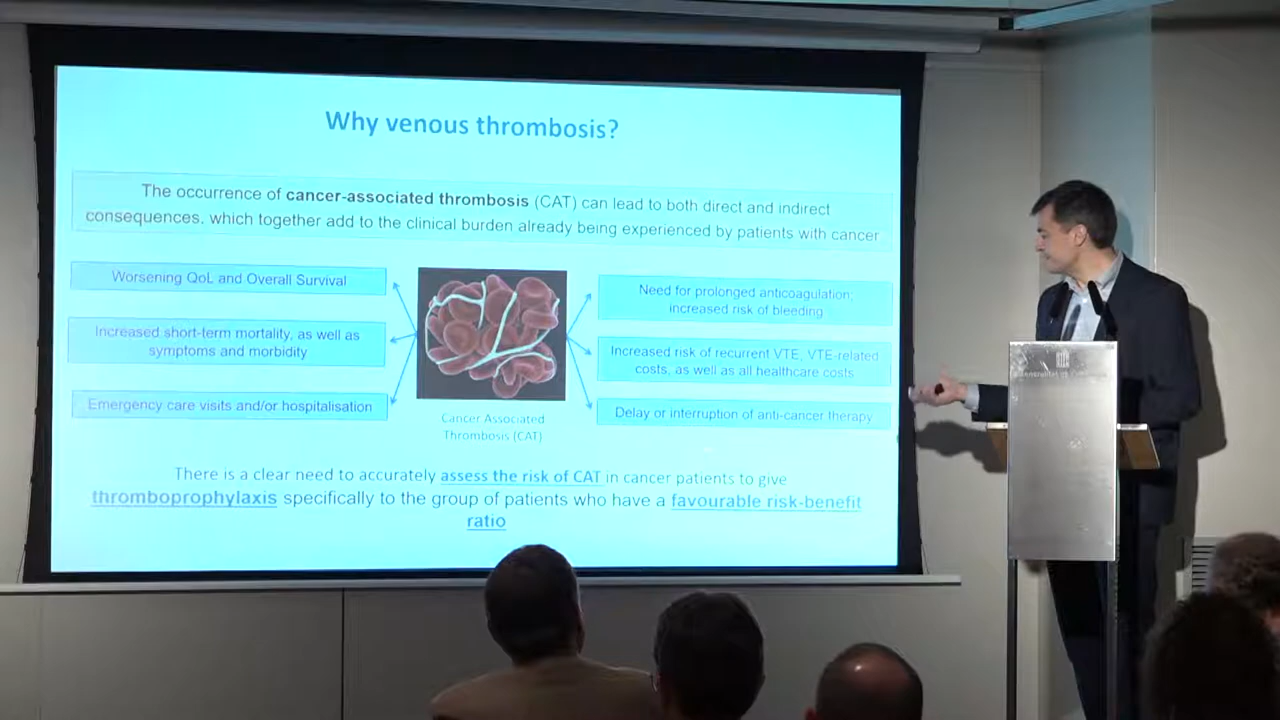 Why venous thrombosis?
The occurrence of cancer-associated thrombosis (CAT) can lead to both direct and indirect
consequences, which together add to the clinical burden already being experienced by patients with cancer
Worsening QoL and Overall Survival
Increased short-term mortality, as well as
symptoms and morbidity
Emergency care visits and/or hospitalisation
Cancer Associated
Thrombosis (CAT)
Need for prolonged anticoagulation,
increased risk of bleeding
Increased risk of recurrent VTE, VTE-related
costs, as well as all healthcare costs
Delay or interruption of anti-cancer therapy
There is a clear need to accurately assess the risk of CAT in cancer patients to give
thromboprophylaxis specifically to the group of patients who have a favourable risk-benefit
ratio